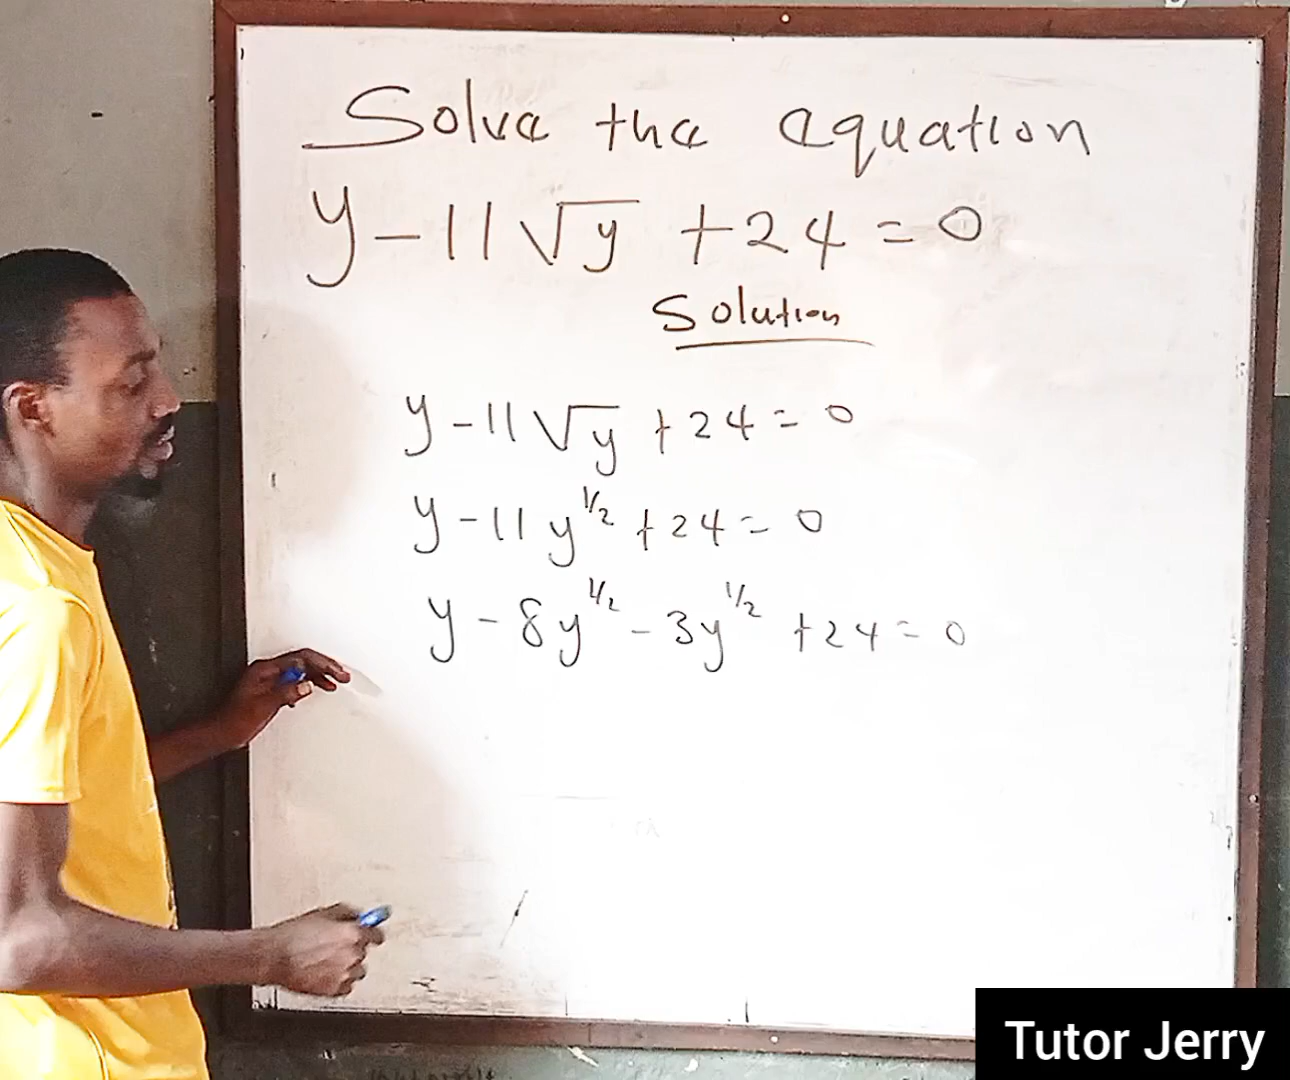 Solve the equation
y - 11√y + 24 = 0
Solution
y - 11√y + 24 = 0
y - 11y^1/2 + 24 = 0
y - 8y^1/2 - 3y^1/2 + 24 = 0
Tutor Jerry